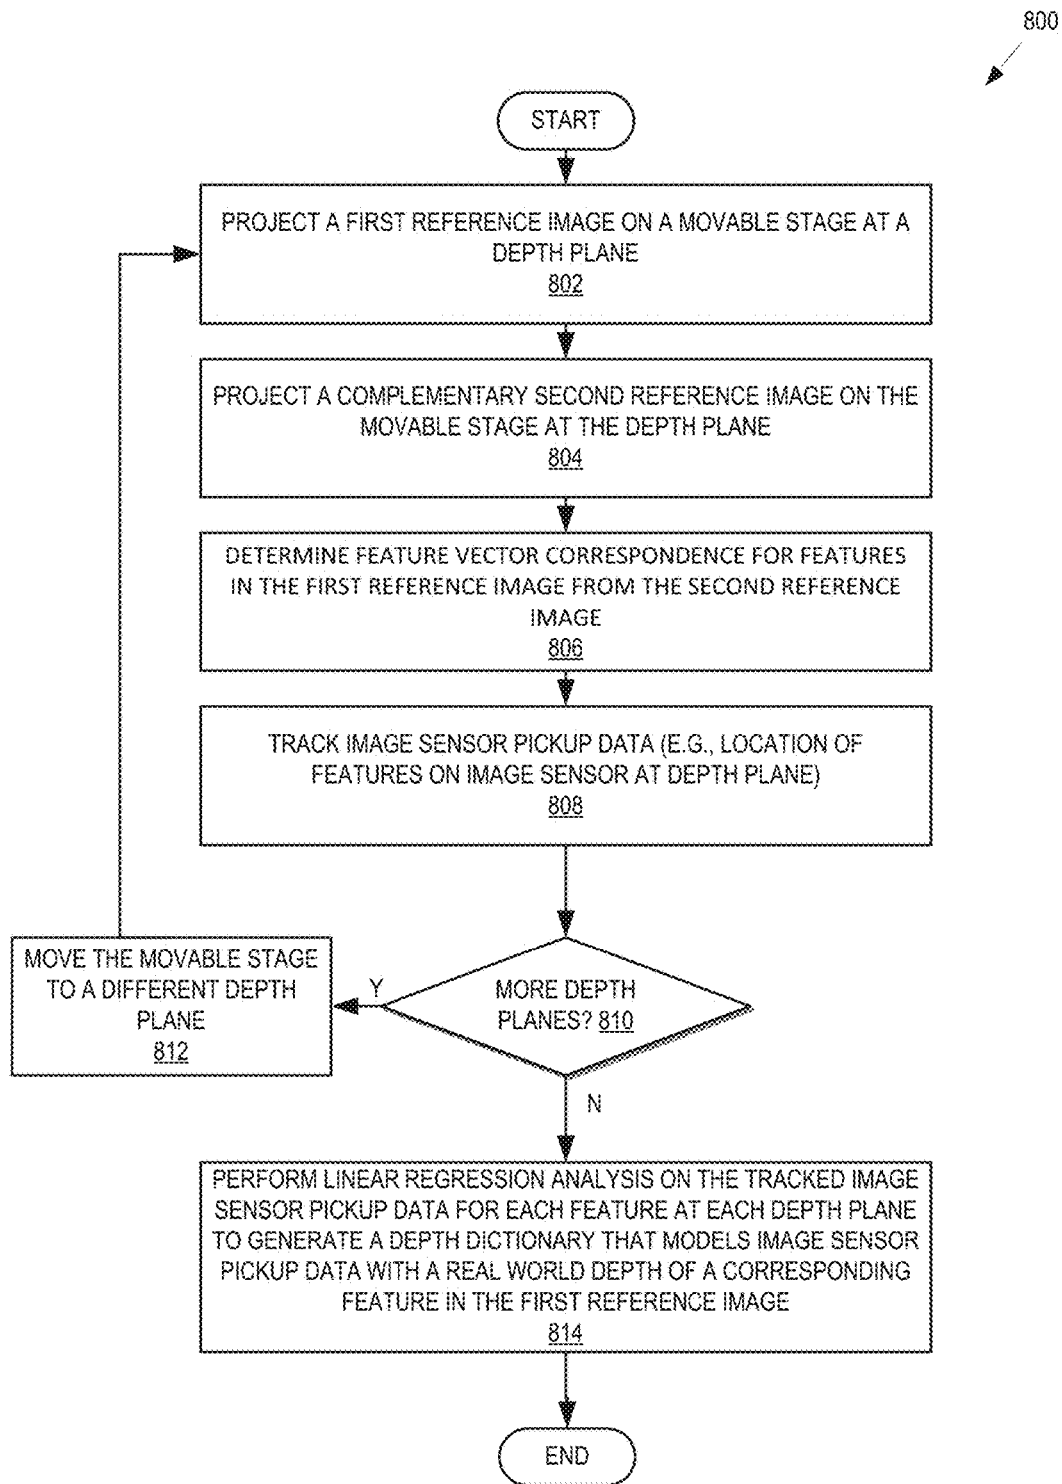 800
START
PROJECT A FIRST REFERENCE IMAGE ON A MOVABLE STAGE AT A
DEPTH PLANE
802
PROJECT A COMPLEMENTARY SECOND REFERENCE IMAGE ON THE
MOVABLE STAGE AT THE DEPTH PLANE
804
DETERMINE FEATURE VECTOR CORRESPONDENCE FOR FEATURES
IN THE FIRST REFERENCE IMAGE FROM THE SECOND REFERENCE
IMAGE
806
TRACK IMAGE SENSOR PICKUP DATA (E.G., LOCATION OF
FEATURES ON IMAGE SENSOR AT DEPTH PLANE)
808
MORE DEPTH
PLANES? 810
Y
MOVE THE MOVABLE STAGE
TO A DIFFERENT DEPTH
PLANE
812
N
PERFORM LINEAR REGRESSION ANALYSIS ON THE TRACKED IMAGE
SENSOR PICKUP DATA FOR EACH FEATURE AT EACH DEPTH PLANE
TO GENERATE A DEPTH DICTIONARY THAT MODELS IMAGE SENSOR
PICKUP DATA WITH A REAL WORLD DEPTH OF A CORRESPONDING
FEATURE IN THE FIRST REFERENCE IMAGE
814
END